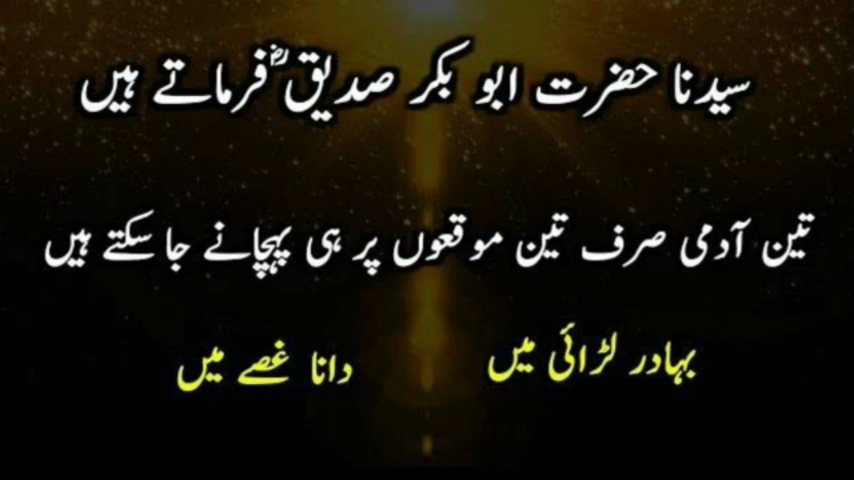 سیدنا حضرت ابو بکر صدیقؓ فرماتے ہیں
تین آدمی صرف تین موقعوں پر ہی پہچانے جا سکتے ہیں
بہادر لڑائی میں دانا غصے میں